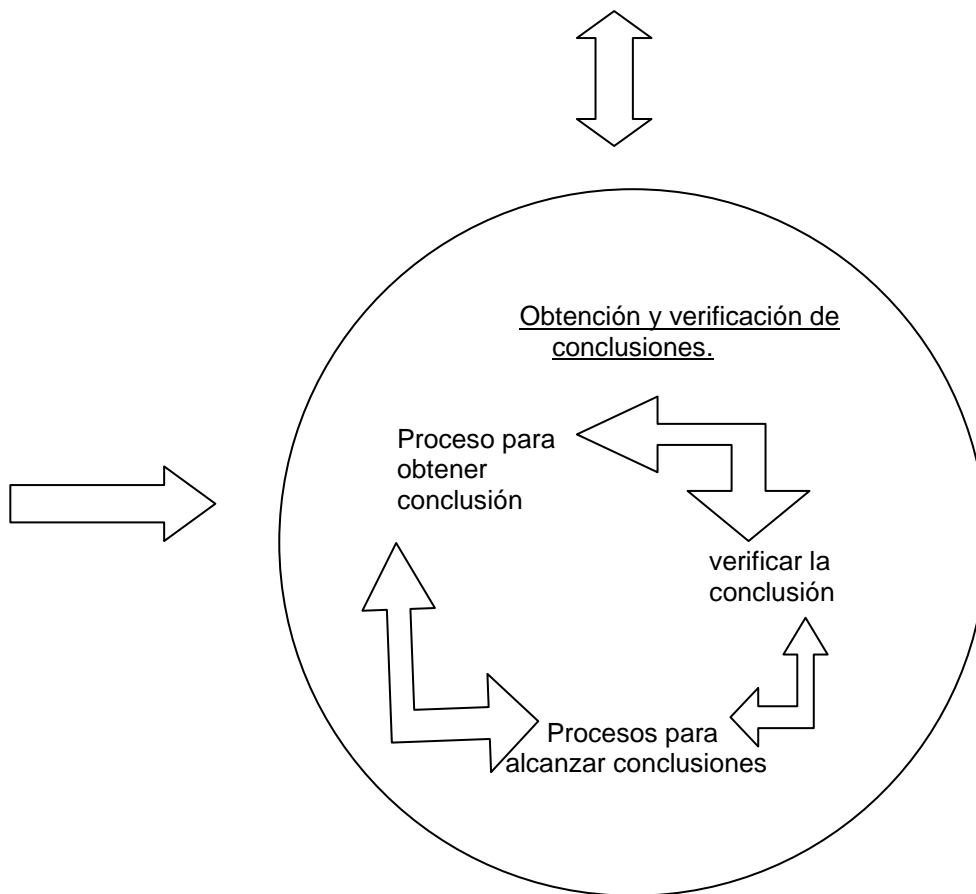 Obtención y verificación de
conclusiones.
Proceso para
obtener
conclusión
verificar la
conclusión
Procesos para
alcanzar conclusiones